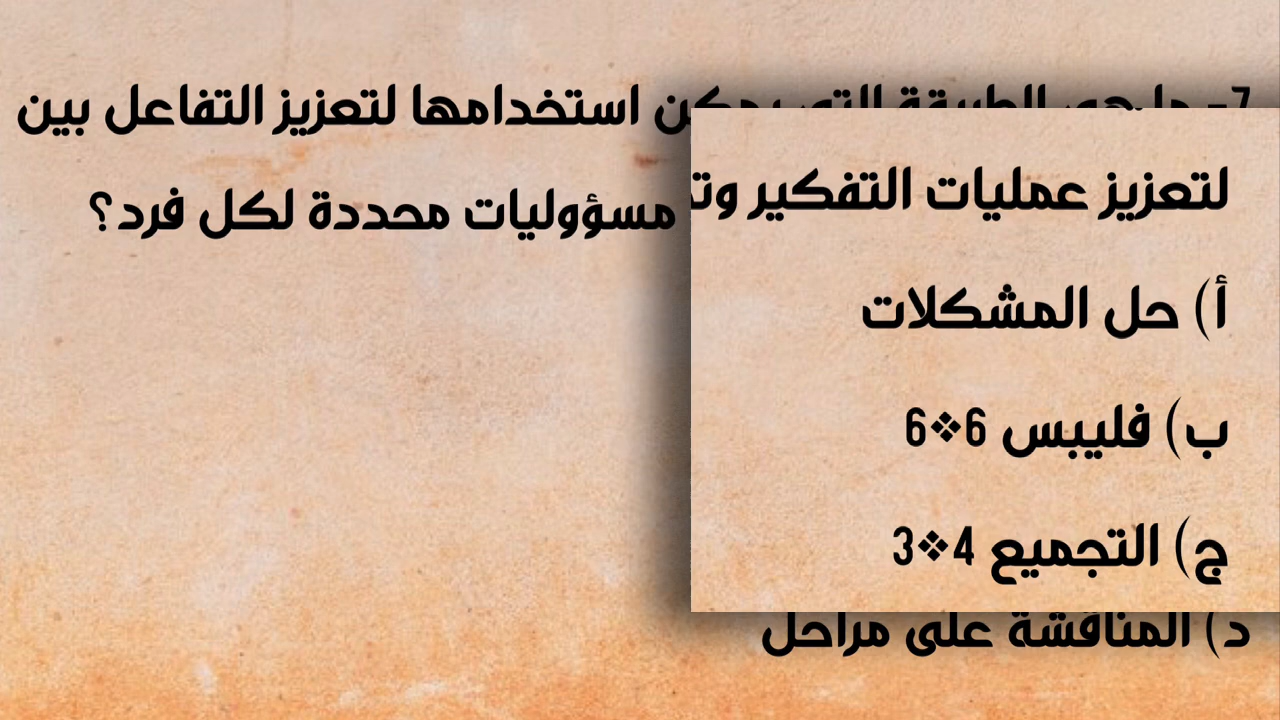 7- ما هي الطريقة التي يمكن استخدامها لتعزيز التفاعل بين
مسؤوليات محددة لكل فرد؟
لتعزيز عمليات التفكير
أ) حل المشكلات
ب) فليبس 6❖6
ج) التجميع 4❖3
د) المناقشة على مراحل